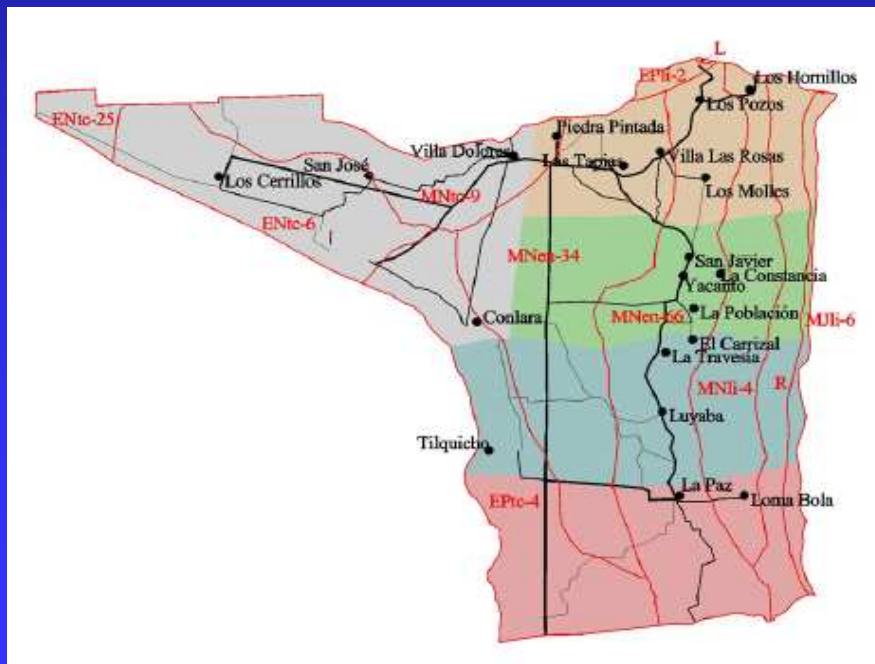 L
EPli-2
Los Hornillos
Los Pozos
ENtc-25
Piedra Pintada
Villa Dolores
Las Tapias
Villa Las Rosas
San José
Los Cerrillos
Los Molles
MNtc-9
ENtc-6
San Javier
MNen-34
La Constancia
Yacanto
La Población
MNen-66
MJli-6
Conlara
El Carrizal
La Travesia
MNli-4
R
Luyaba
Tilquicho
La Paz
EPtc-4
Loma Bola